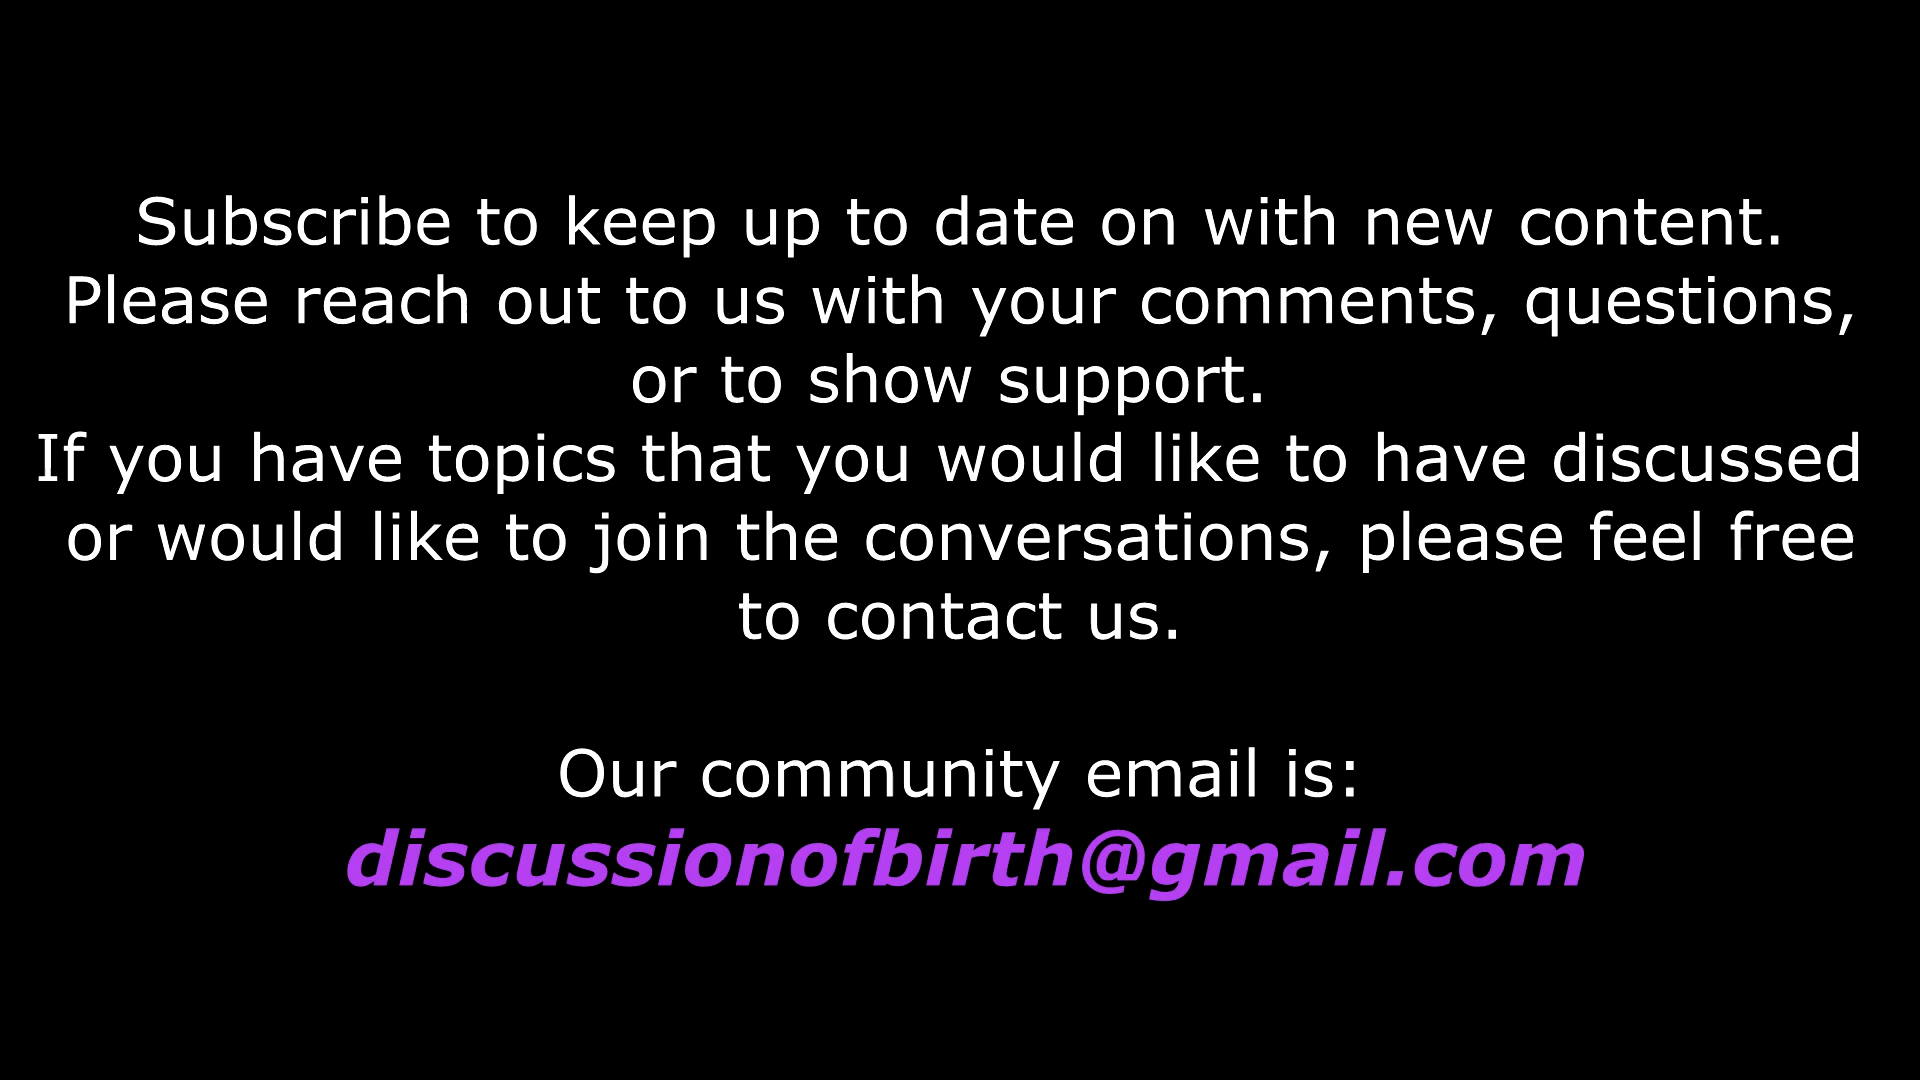 Subscribe to keep up to date on with new content.
Please reach out to us with your comments, questions,
or to show support.
If you have topics that you would like to have discussed
or would like to join the conversations, please feel free
to contact us.
Our community email is:
discussionofbirth@gmail.com